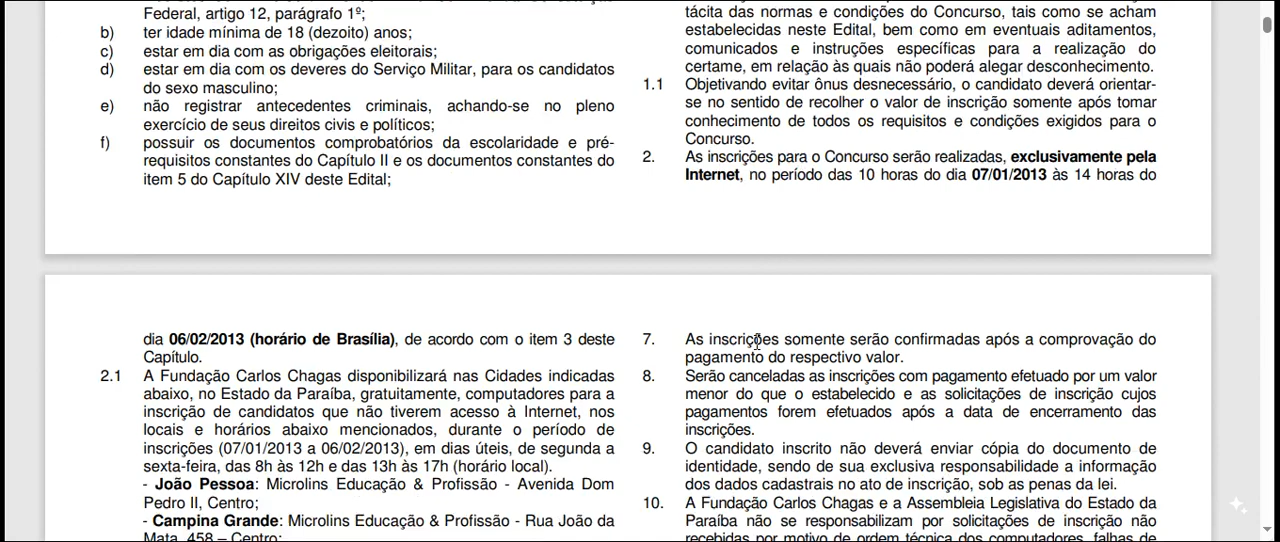 Federal, artigo 12, parágrafo 1º;
b) ter idade mínima de 18 (dezoito) anos;
c) estar em dia com as obrigações eleitorais;
d) estar em dia com os deveres do Serviço Militar, para os candidatos
do sexo masculino;
e) não registrar antecedentes criminais, achando-se no pleno
exercício de seus direitos civis e políticos;
f) possuir os documentos comprobatórios da escolaridade e pré-
requisitos constantes do Capítulo II e os documentos constantes do
item 5 do Capítulo XIV deste Edital;
tácita das normas e condições do Concurso, tais como se acham
estabelecidas neste Edital, bem como em eventuais aditamentos,
comunicados e instruções específicas para a realização do
certame, em relação às quais não poderá alegar desconhecimento.
1.1 Objetivando evitar ônus desnecessário, o candidato deverá orientar-
se no sentido de recolher o valor de inscrição somente após tomar
conhecimento de todos os requisitos e condições exigidos para o
Concurso.
2. As inscrições para o Concurso serão realizadas, exclusivamente pela
Internet, no período das 10 horas do dia 07/01/2013 às 14 horas do
dia 06/02/2013 (horário de Brasília), de acordo com o item 3 deste
Capítulo.
2.1 A Fundação Carlos Chagas disponibilizará nas Cidades indicadas
abaixo, no Estado da Paraíba, gratuitamente, computadores para a
inscrição de candidatos que não tiverem acesso à Internet, nos
locais e horários abaixo mencionados, durante o período de
inscrições (07/01/2013 a 06/02/2013), em dias úteis, de segunda a
sexta-feira, das 8h às 12h e das 13h às 17h (horário local).
- João Pessoa: Microlins Educação & Profissão - Avenida Dom
Pedro II, Centro;
- Campina Grande: Microlins Educação & Profissão - Rua João da
Mata, 458 – Centro;
7. As inscrições somente serão confirmadas após a comprovação do
pagamento do respectivo valor.
8. Serão canceladas as inscrições com pagamento efetuado por um valor
menor do que o estabelecido e as solicitações de inscrição cujos
pagamentos forem efetuados após a data de encerramento das
inscrições.
9. O candidato inscrito não deverá enviar cópia do documento de
identidade, sendo de sua exclusiva responsabilidade a informação
dos dados cadastrais no ato de inscrição, sob as penas da lei.
10. A Fundação Carlos Chagas e a Assembleia Legislativa do Estado da
Paraíba não se responsabilizam por solicitações de inscrição não
recebidas por motivo de ordem técnica dos computadores, falhas de